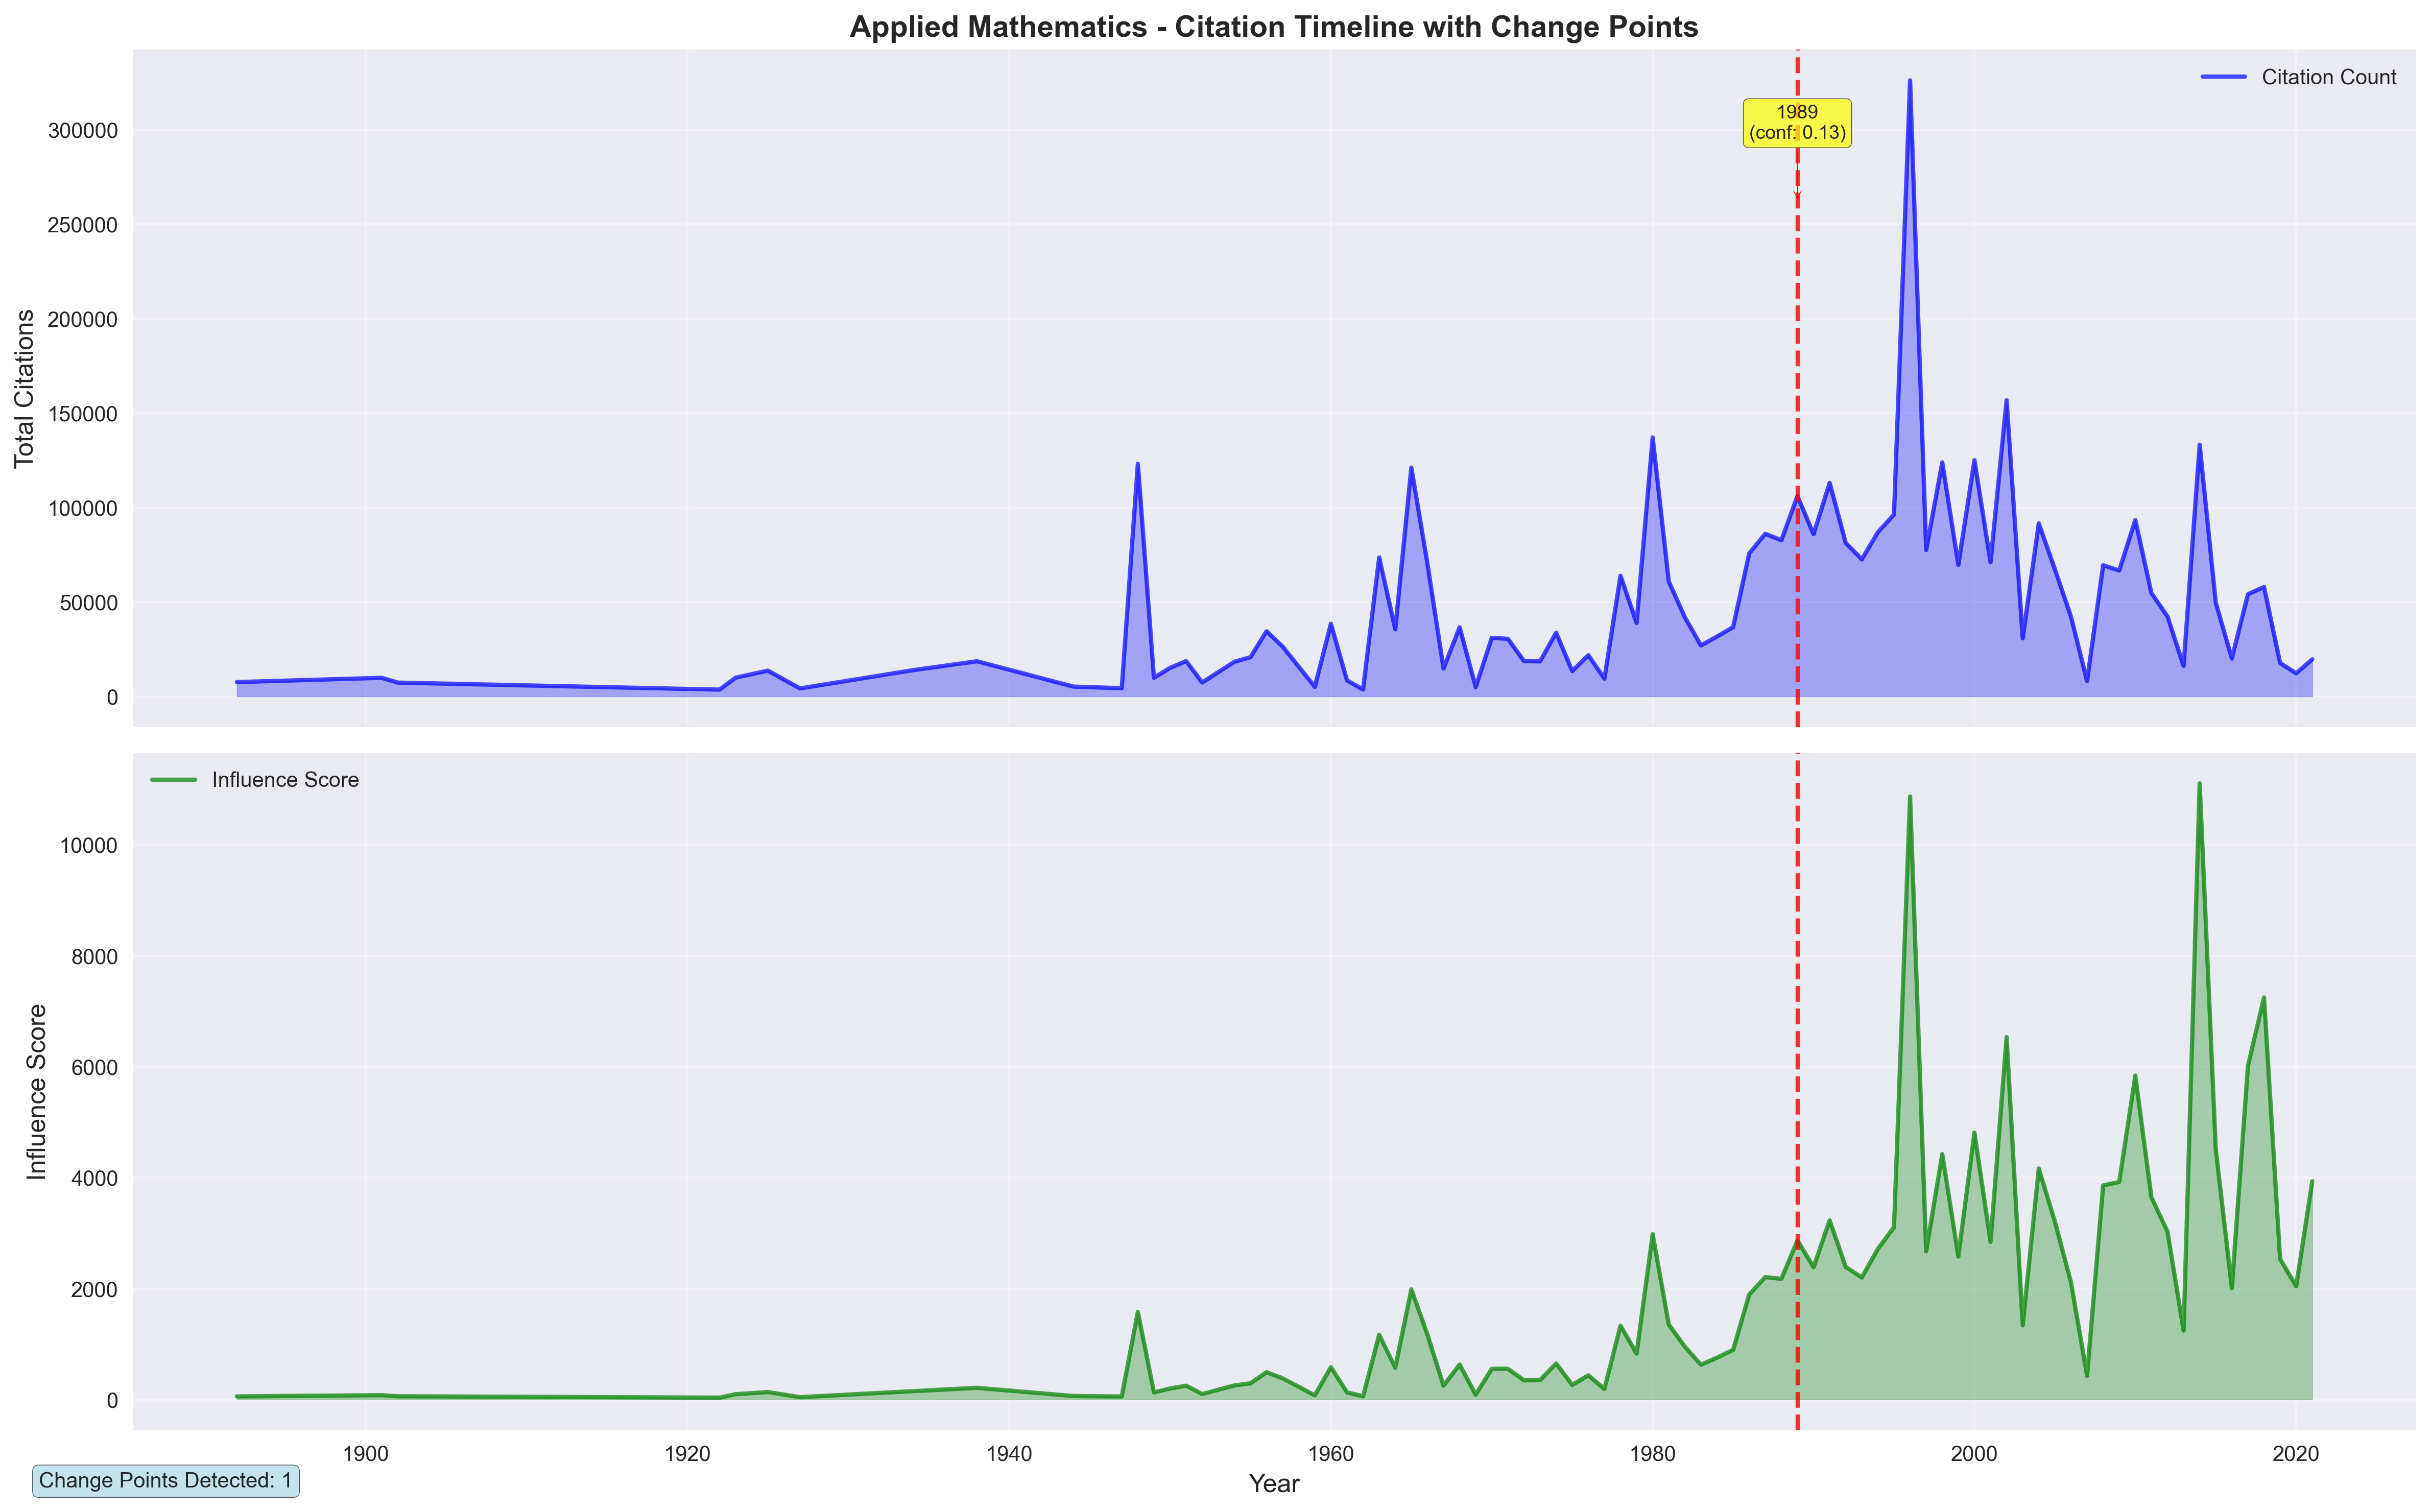 Applied Mathematics - Citation Timeline with Change Points
Total Citations
300000
250000
200000
150000
100000
50000
0
1989
(conf: 0.13)
Citation Count
Influence Score
Influence Score
10000
8000
6000
4000
2000
0
1900
1920
1940
1960
1980
2000
2020
Year
Change Points Detected: 1